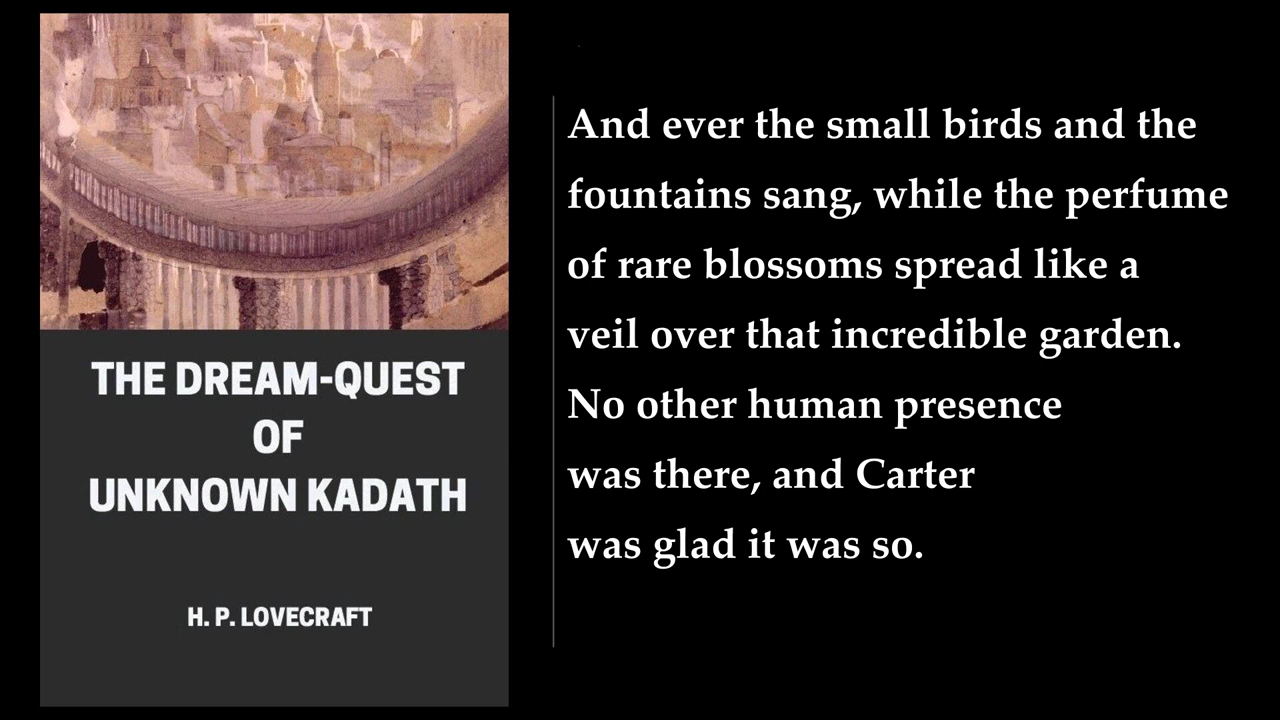 THE DREAM-QUEST
OF
UNKNOWN KADATH
H. P. LOVECRAFT
And ever the small birds and the
fountains sang, while the perfume
of rare blossoms spread like a
veil over that incredible garden.
No other human presence
was there, and Carter
was glad it was so.